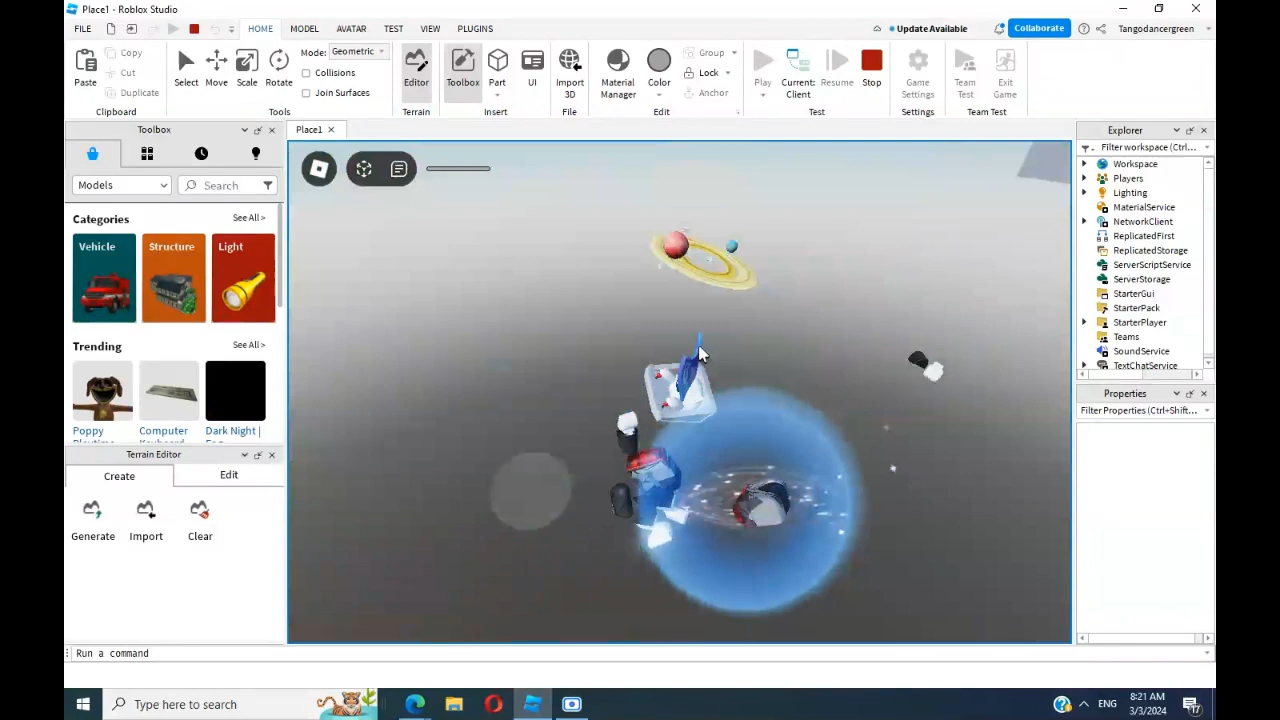 Place1 - Roblox Studio
FILE HOME MODEL AVATAR TEST VIEW PLUGINS Update Available Collaborate Tangodancergreen
Paste Copy Cut Duplicate Clipboard
Select Move Scale Rotate Mode: Geometric Collisions Join Surfaces Tools
Editor Terrain
Toolbox Part UI Insert
Import 3D File
Material Manager Color Group Lock Anchor Edit
Play Current: Client Resume Stop Test
Game Settings Settings
Team Test Exit Game Team Test
Toolbox
Models Search
Categories See All >
Vehicle Structure Light
Trending See All >
Poppy Computer Dark Night |
Terrain Editor
Create Edit
Generate Import Clear
Place1
Explorer
Filter workspace (Ctrl...
Workspace
Players
Lighting
MaterialService
NetworkClient
ReplicatedFirst
ReplicatedStorage
ServerScriptService
ServerStorage
StarterGui
StarterPack
StarterPlayer
Teams
SoundService
TextChatService
Properties
Filter Properties (Ctrl+Shift...
Run a command
Type here to search
ENG
8:21 AM
3/3/2024
17